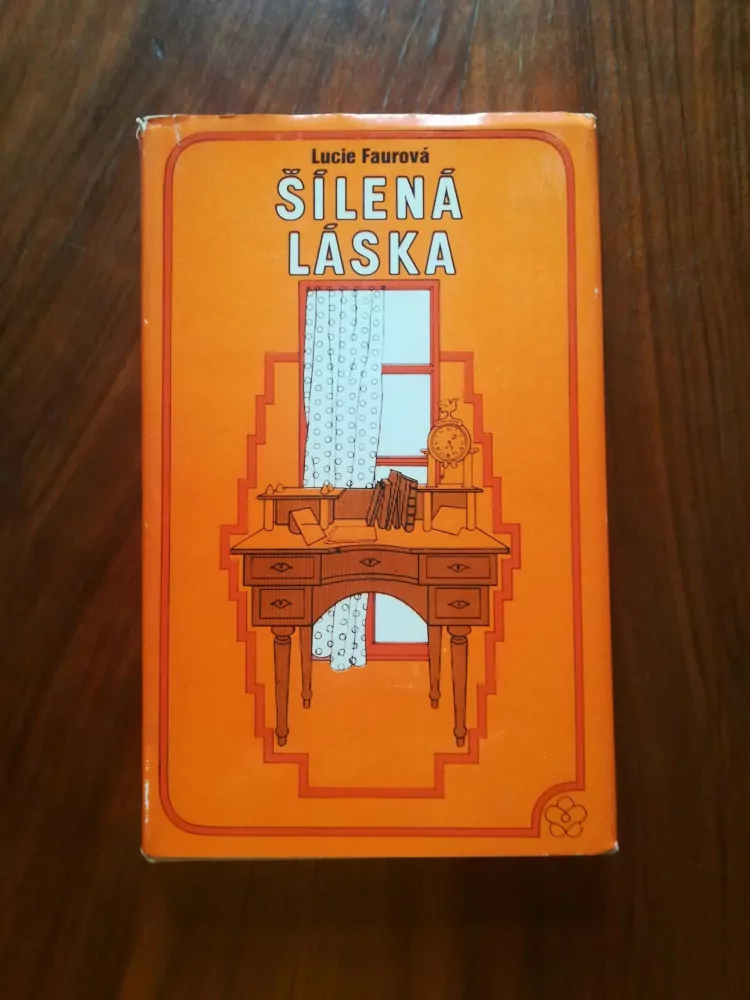 Lucie Faurová
ŠÍLENÁ
LÁSKA